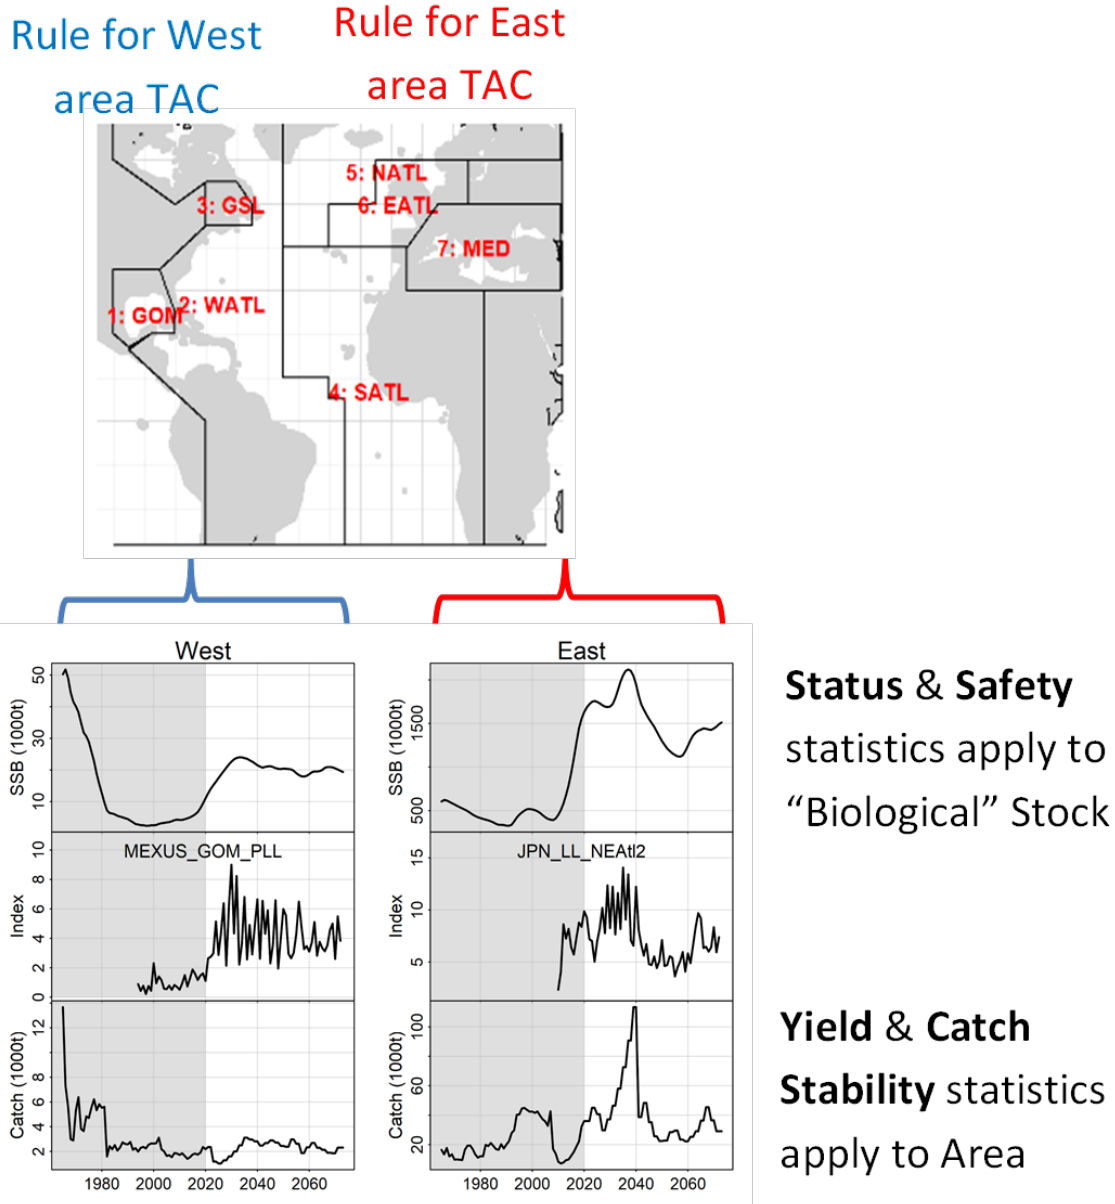 Rule for West
area TAC
Rule for East
area TAC
5: NATL
3: GSL
6: EATL
7: MED
1: GOM
2: WATL
4: SATL
West
East
SSB (1000t)
50
30
10
SSB (1000t)
1500
500
Status & Safety
statistics apply to
“Biological” Stock
MEXUS_GOM_PLL
Index
10
8
6
4
2
0
JPN_LL_NEAtl2
Index
15
10
5
Catch (1000t)
12
8
6
4
2
1980 2000 2020 2040 2060
Catch (1000t)
100
60
20
1980 2000 2020 2040 2060
Yield & Catch
Stability statistics
apply to Area